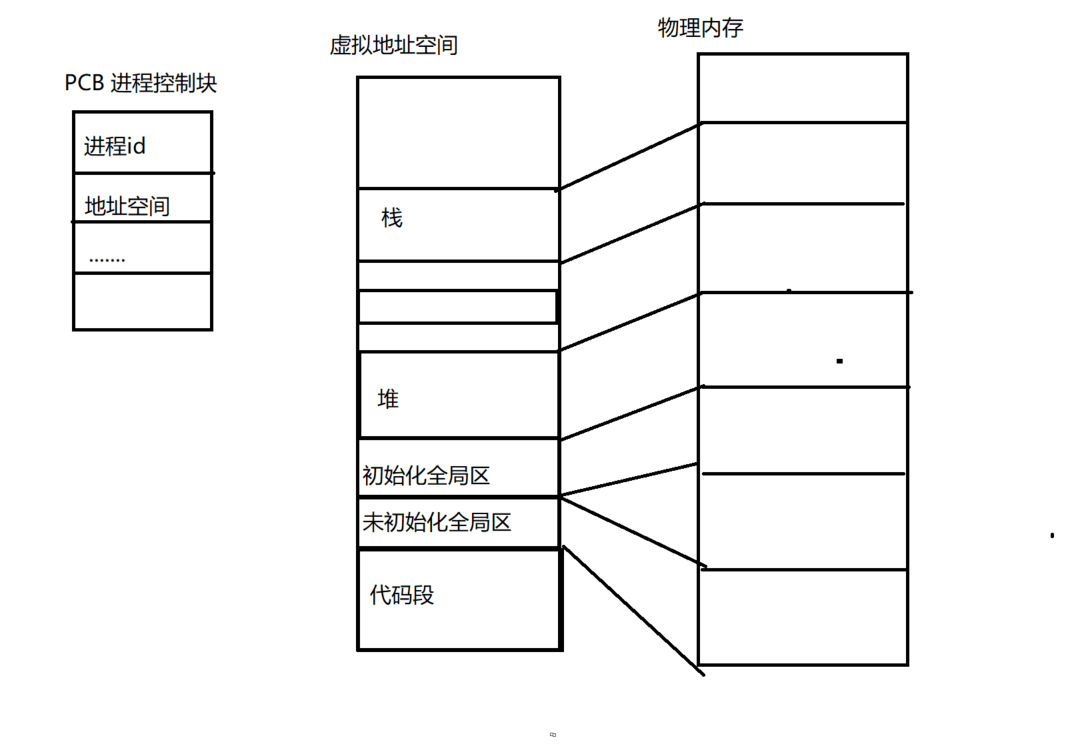 PCB 进程控制块
进程id
地址空间
.......
虚拟地址空间
栈
堆
初始化全局区
未初始化全局区
代码段
物理内存